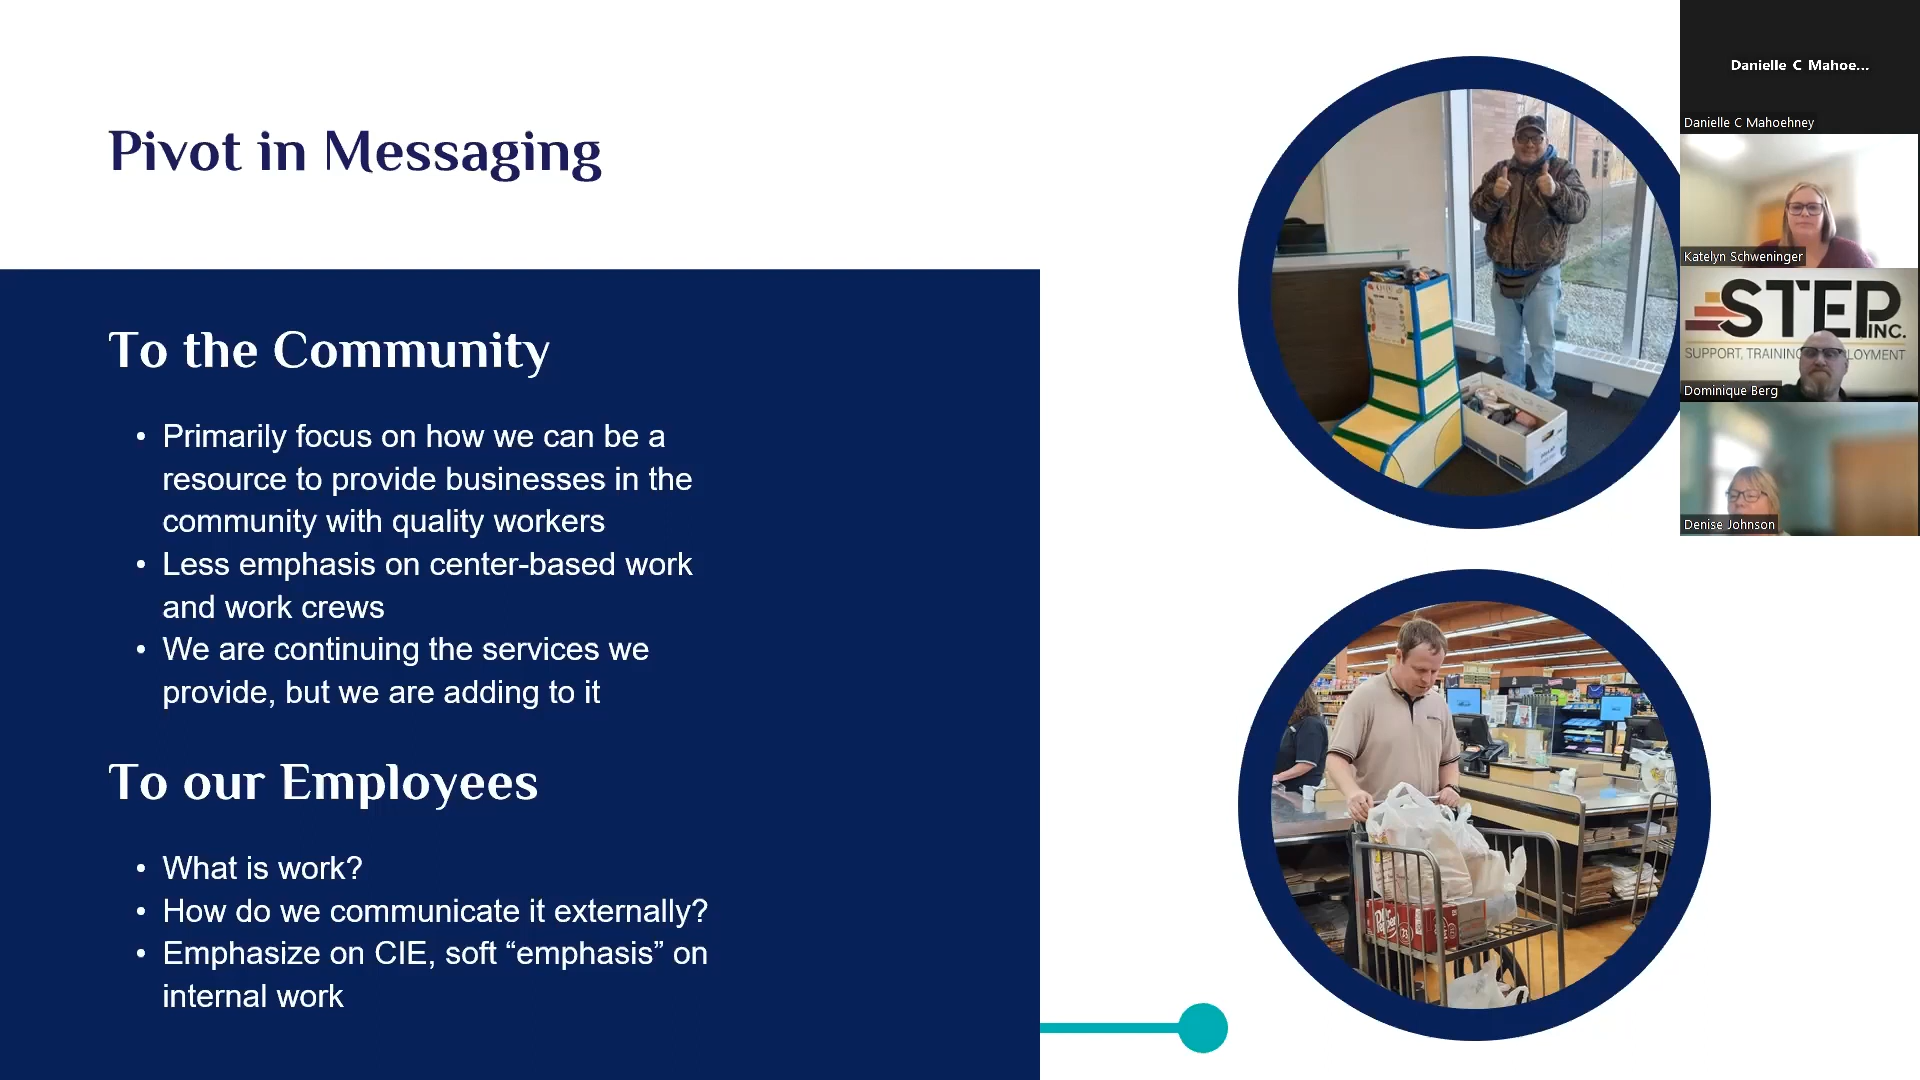 Pivot in Messaging
To the Community
• Primarily focus on how we can be a
resource to provide businesses in the
community with quality workers
• Less emphasis on center-based work
and work crews
• We are continuing the services we
provide, but we are adding to it
To our Employees
• What is work?
• How do we communicate it externally?
• Emphasize on CIE, soft “emphasis” on
internal work
Danielle C Mahoe...
Danielle C Mahoehney
Katelyn Schweninger
STEP
INC.
SUPPORT, TRAINING
LOYMENT
Dominique Berg
Denise Johnson
Dr Pepper
23